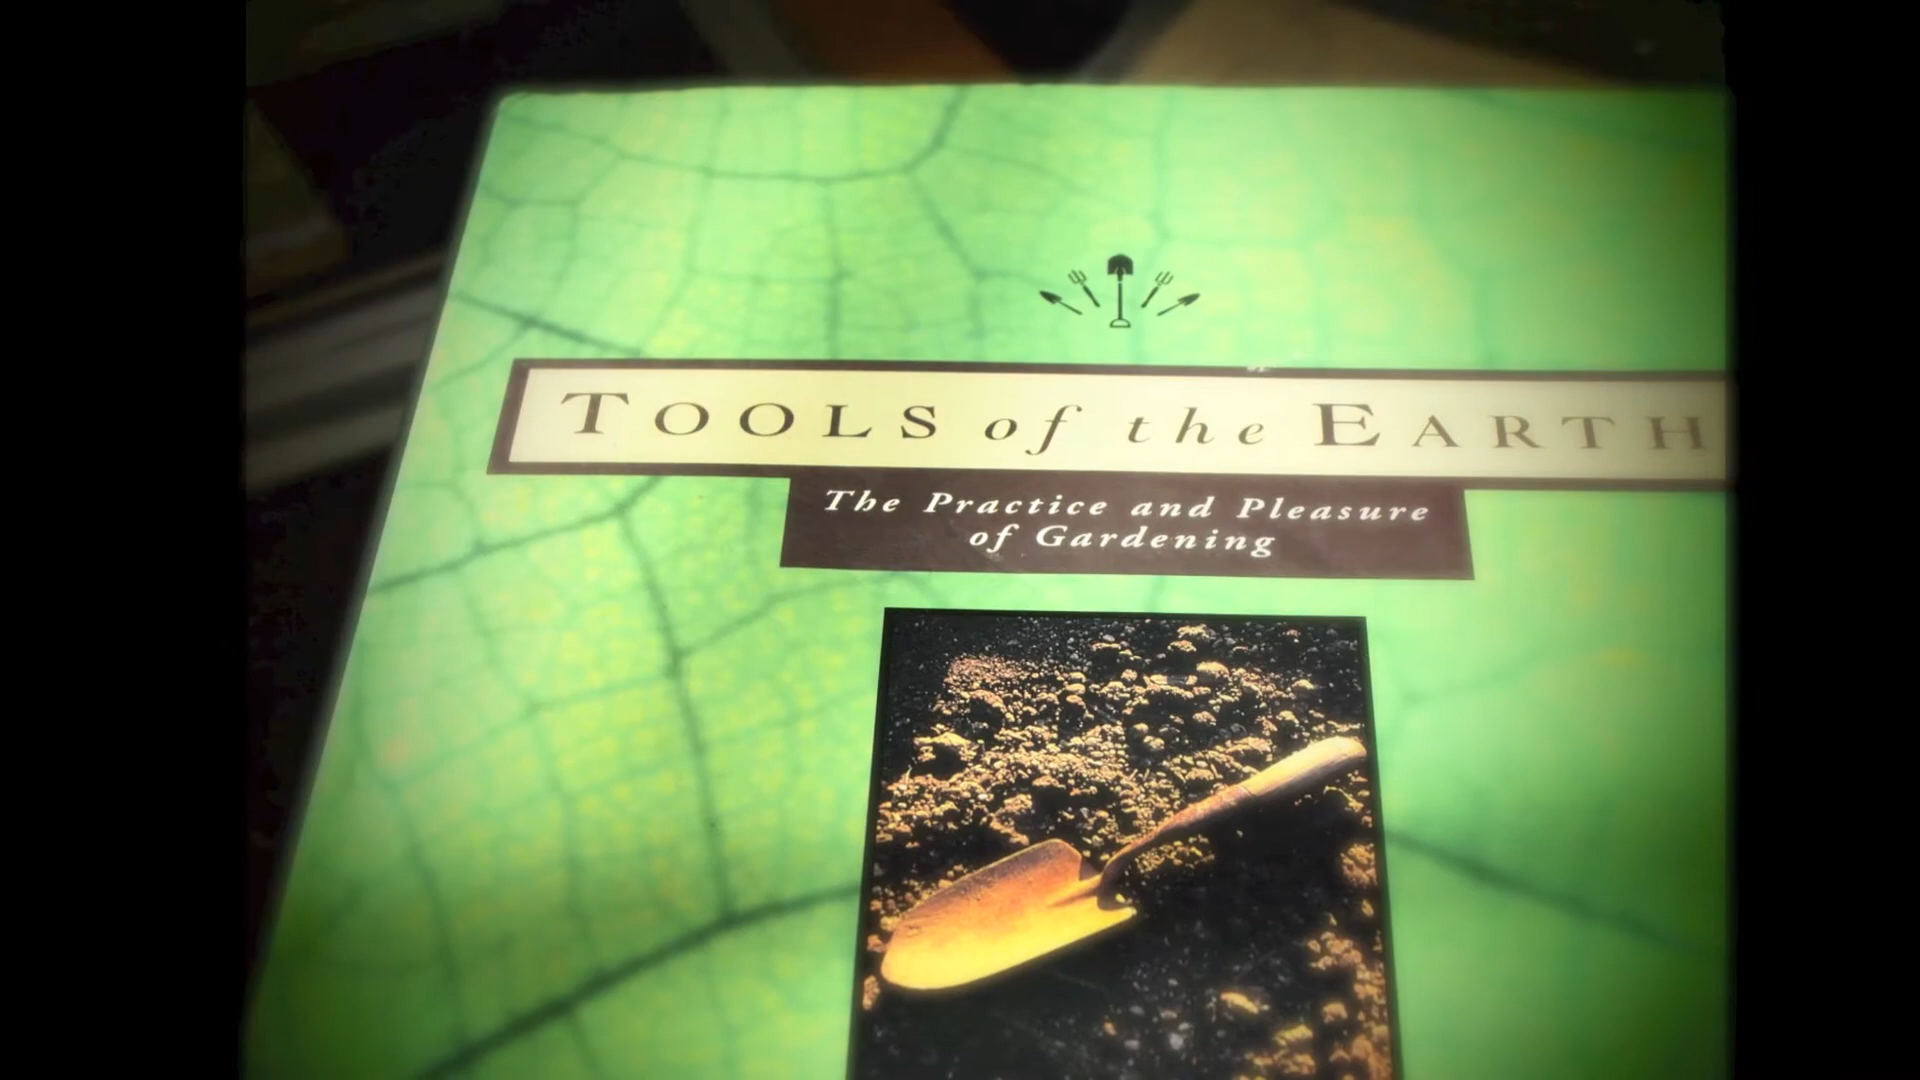 TOOLS of the EARTH
The Practice and Pleasure
of Gardening